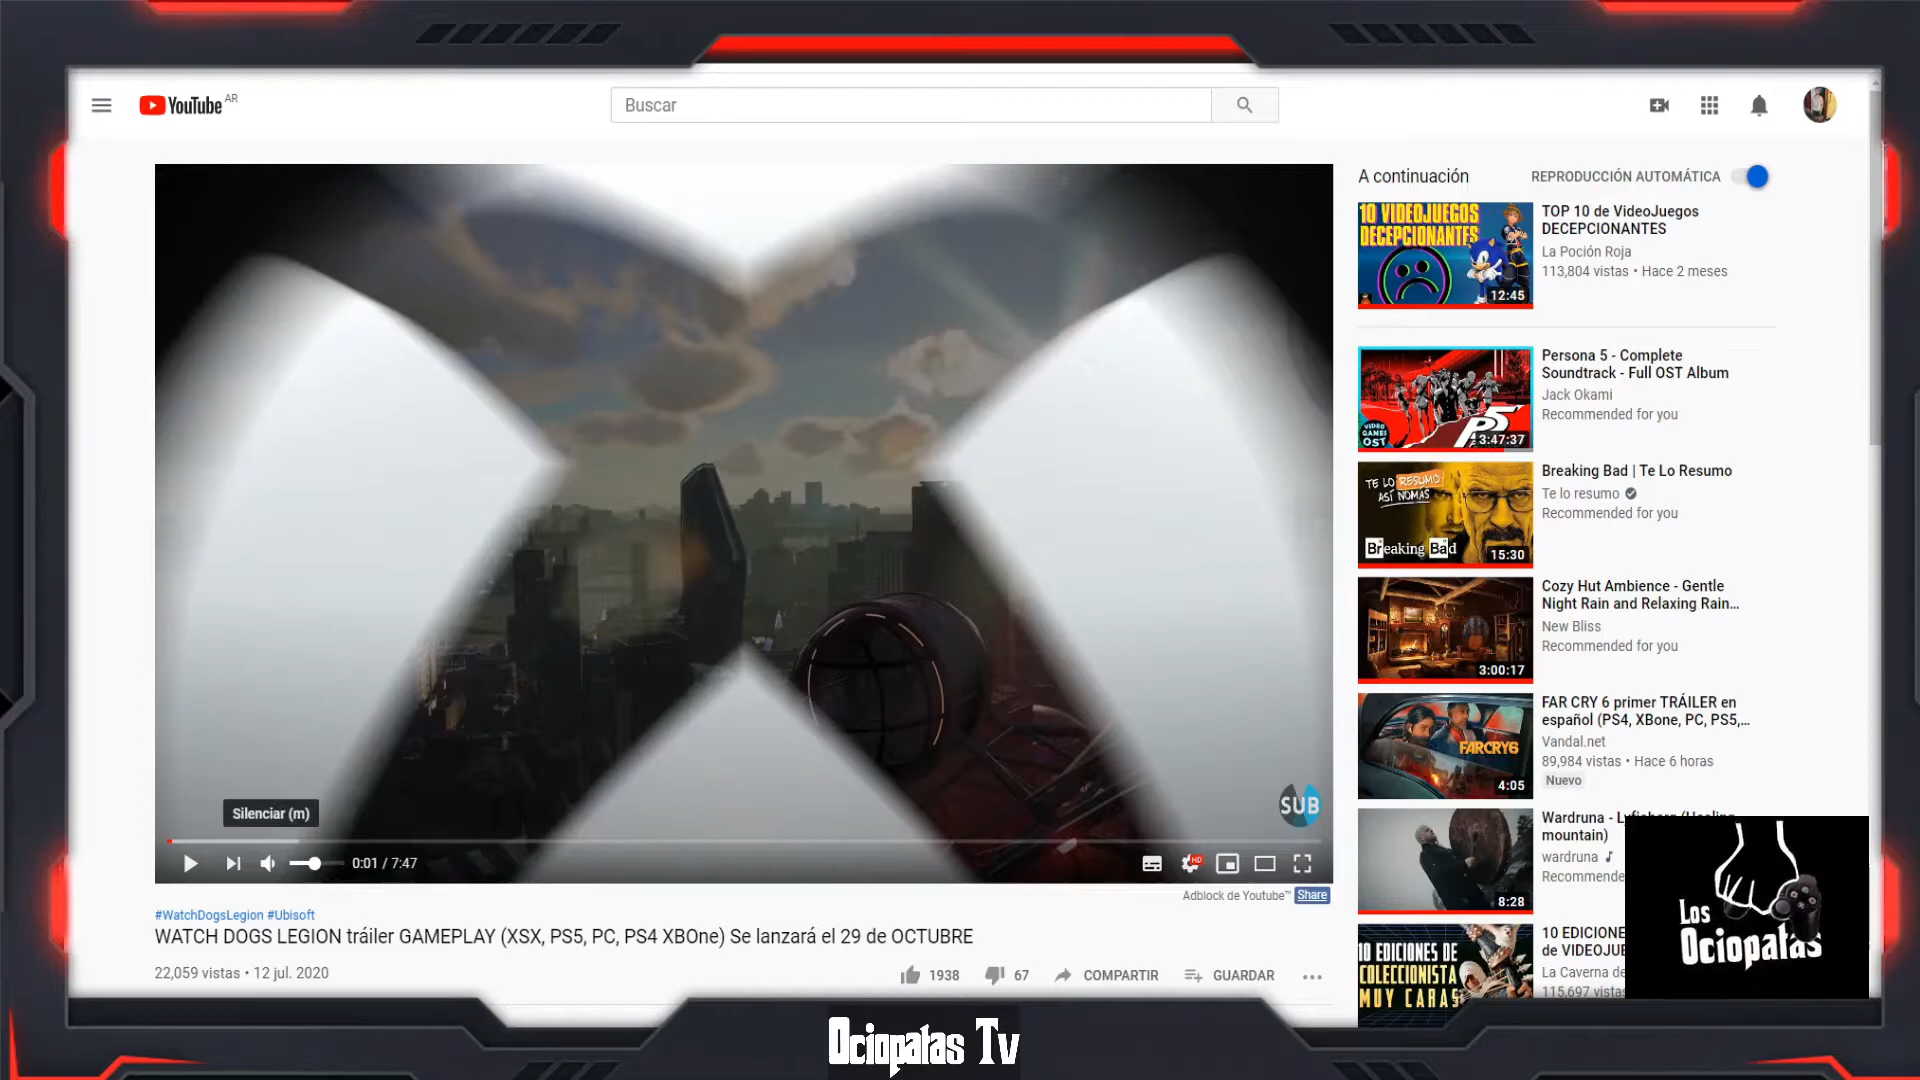 YouTube AR
Buscar
A continuación
REPRODUCCIÓN AUTOMÁTICA
10 VIDEOJUEGOS
DECEPCIONANTES
12:45
TOP 10 de VideoJuegos
DECEPCIONANTES
La Poción Roja
113,804 vistas • Hace 2 meses
VIDEO
GAMES
OST
P5
3:47:37
Persona 5 - Complete
Soundtrack - Full OST Album
Jack Okami
Recommended for you
TE LO RESUMO
ASÍ NOMÁS
Breaking Bad
15:30
Breaking Bad | Te Lo Resumo
Te lo resumo
Recommended for you
3:00:17
Cozy Hut Ambience - Gentle
Night Rain and Relaxing Rain...
New Bliss
Recommended for you
FARCRY6
4:05
FAR CRY 6 primer TRÁILER en
español (PS4, XBone, PC, PS5,...
Vandal.net
89,984 vistas • Hace 6 horas
Nuevo
8:28
Wardruna -
mountain)
wardruna
Recommende
10 EDICIONES DE
COLECCIONISTA
MUY CARAS
10 EDICIONE
de VIDEOJUE
La Caverna de
115,697 vistas
SUB
Silenciar (m)
0:01 / 7:47
HD
Adblock de Youtube™ Share
#WatchDogsLegion #Ubisoft
WATCH DOGS LEGION tráiler GAMEPLAY (XSX, PS5, PC, PS4 XBOne) Se lanzará el 29 de OCTUBRE
22,059 vistas • 12 jul. 2020
1938
67
COMPARTIR
GUARDAR
Los
Ociopatas
Ociopatas Tv